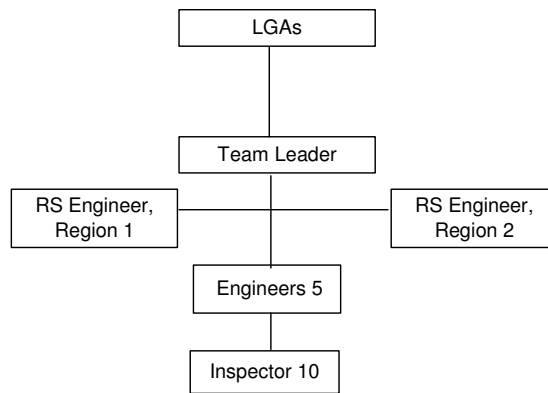 LGAs
Team Leader
RS Engineer,
Region 1
RS Engineer,
Region 2
Engineers 5
Inspector 10